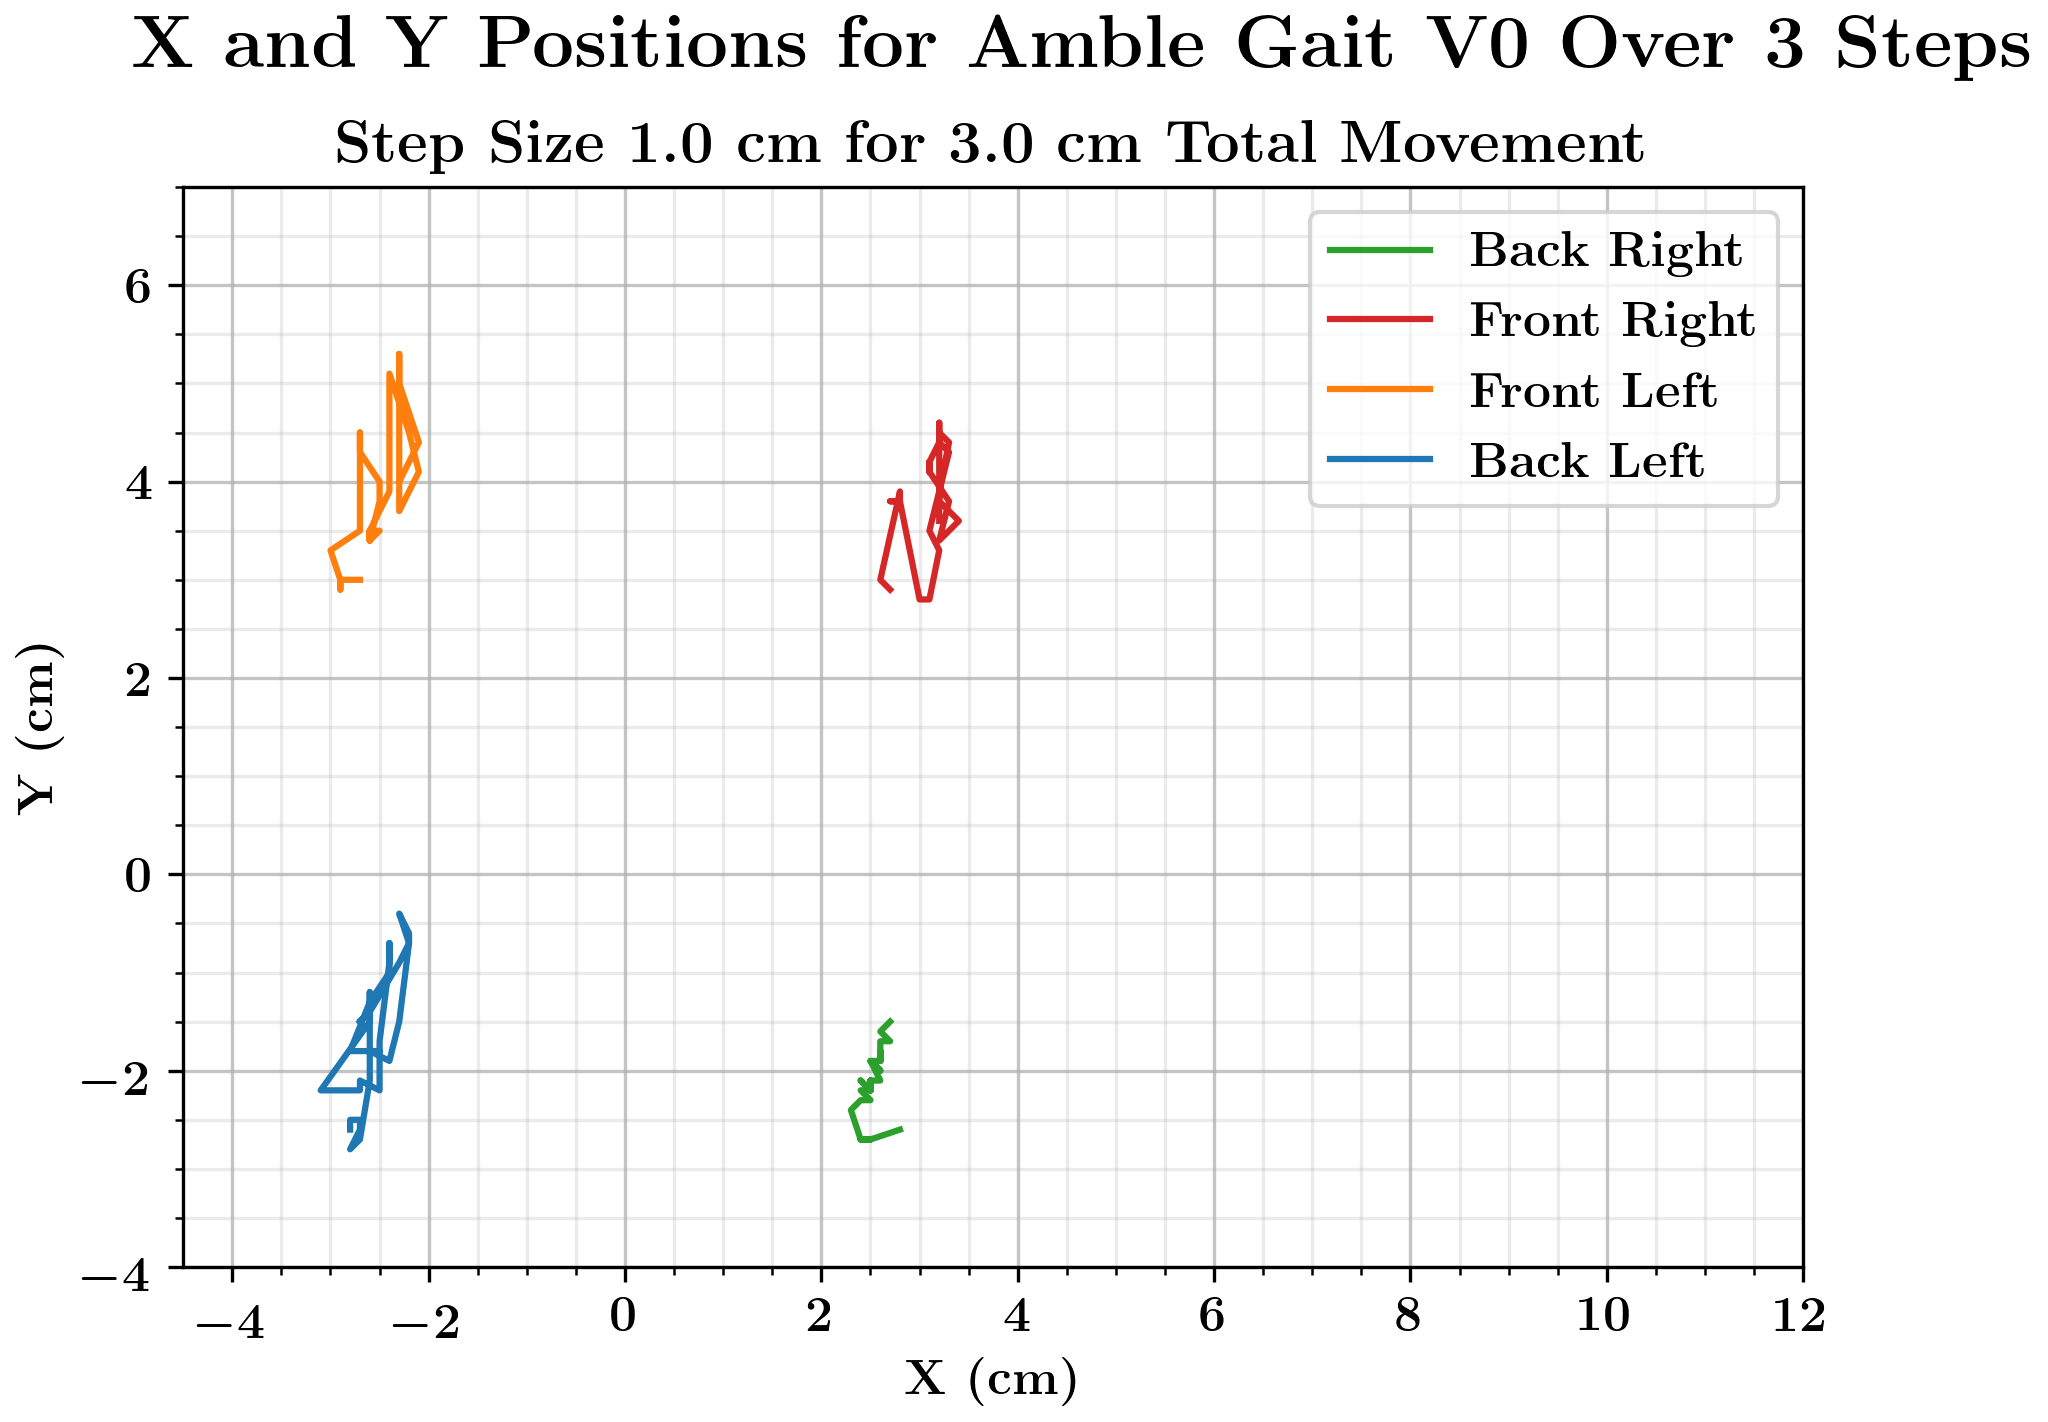 X and Y Positions for Amble Gait V0 Over 3 Steps
Step Size 1.0 cm for 3.0 cm Total Movement
Back Right
Front Right
Front Left
Back Left
6
4
2
0
−2
−4
Y (cm)
−4 −2 0 2 4 6 8 10 12
X (cm)